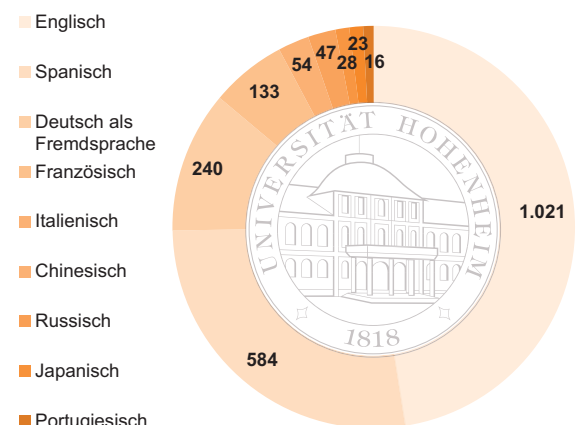 Englisch
Spanisch
Deutsch als
Fremdsprache
Französisch
Italienisch
Chinesisch
Russisch
Japanisch
Portugiesisch
1.021
584
240
133
54
47
28
23
16
UNIVERSITÄT HOHENHEIM
1818